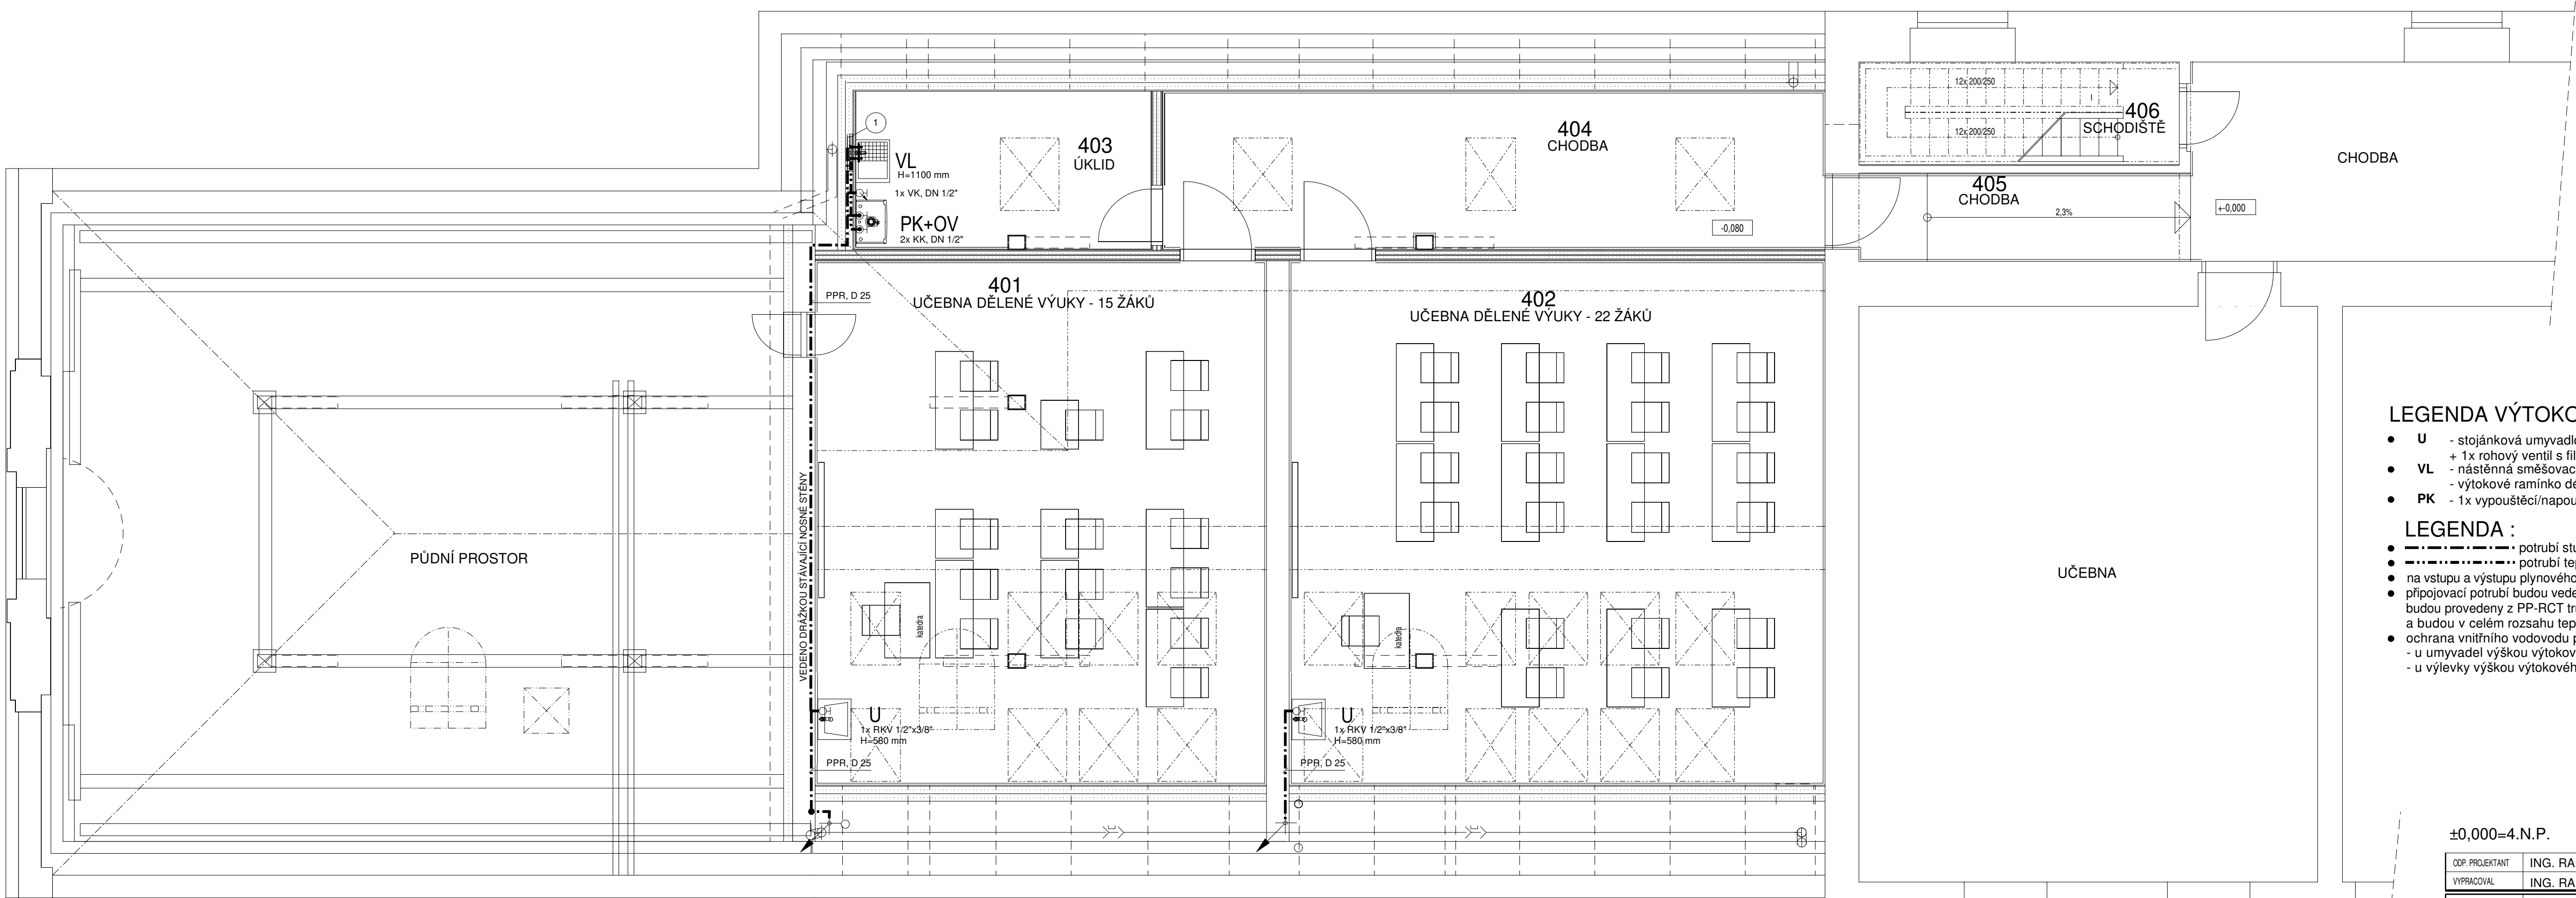 12x 200/250
406
SCHODIŠTĚ
12x 200/250
1
403
ÚKLID
404
CHODBA
CHODBA
VL
H=1100 mm
1x VK, DN 1/2"
405
CHODBA
2,3%
+-0,000
PK+OV
2x KK, DN 1/2"
-0,080
401
UČEBNA DĚLENÉ VÝUKY - 15 ŽÁKŮ
PPR, D 25
402
UČEBNA DĚLENÉ VÝUKY - 22 ŽÁKŮ
VEDENO DRÁŽKOU STÁVAJÍCÍ NOSNÉ STĚNY
PŮDNÍ PROSTOR
UČEBNA
katedra
katedra
U
1x RKV 1/2"x3/8"
H=580 mm
U
1x RKV 1/2"x3/8"
H=580 mm
PPR, D 25
PPR, D 25
LEGENDA VÝTOKO
U - stojánková umyvadl
+ 1x rohový ventil s fil
VL - nástěnná směšovac
- výtokové ramínko dé
PK - 1x vypouštěcí/napou
LEGENDA :
potrubí stu
potrubí tep
na vstupu a výstupu plynového
připojovací potrubí budou vede
budou provedeny z PP-RCT tru
a budou v celém rozsahu tep
ochrana vnitřního vodovodu p
- u umyvadel výškou výtokov
- u výlevky výškou výtokovéh
±0,000=4.N.P.
ODP. PROJEKTANT ING. RA
VYPRACOVAL ING. RA